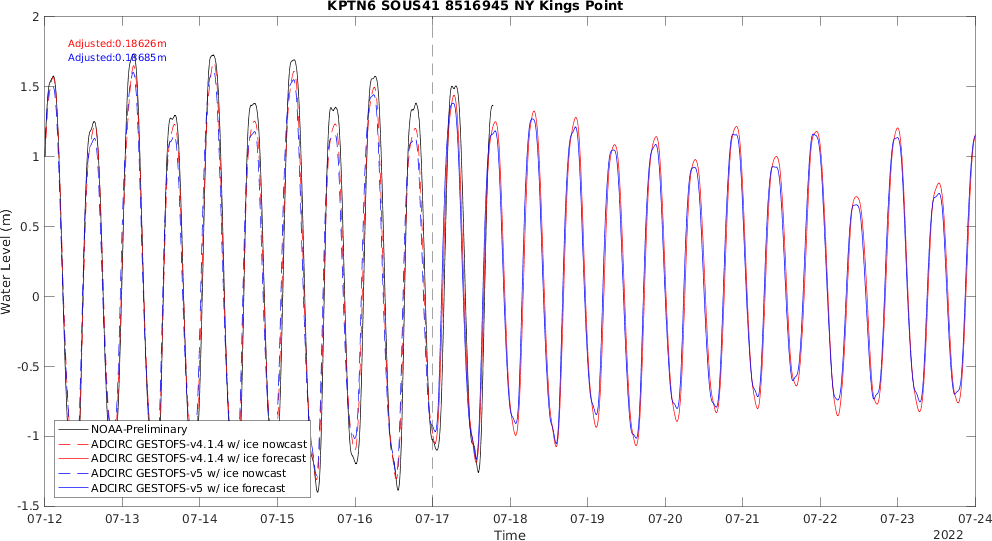 KPTN6 SOUS41 8516945 NY Kings Point
Adjusted:0.18626m
Adjusted:0.18685m
Water Level (m)
2
1.5
1
0.5
0
-0.5
-1
-1.5
NOAA-Preliminary
ADCIRC GESTOFS-v4.1.4 w/ ice nowcast
ADCIRC GESTOFS-v4.1.4 w/ ice forecast
ADCIRC GESTOFS-v5 w/ ice nowcast
ADCIRC GESTOFS-v5 w/ ice forecast
07-12 07-13 07-14 07-15 07-16 07-17 07-18 07-19 07-20 07-21 07-22 07-23 07-24
Time
2022